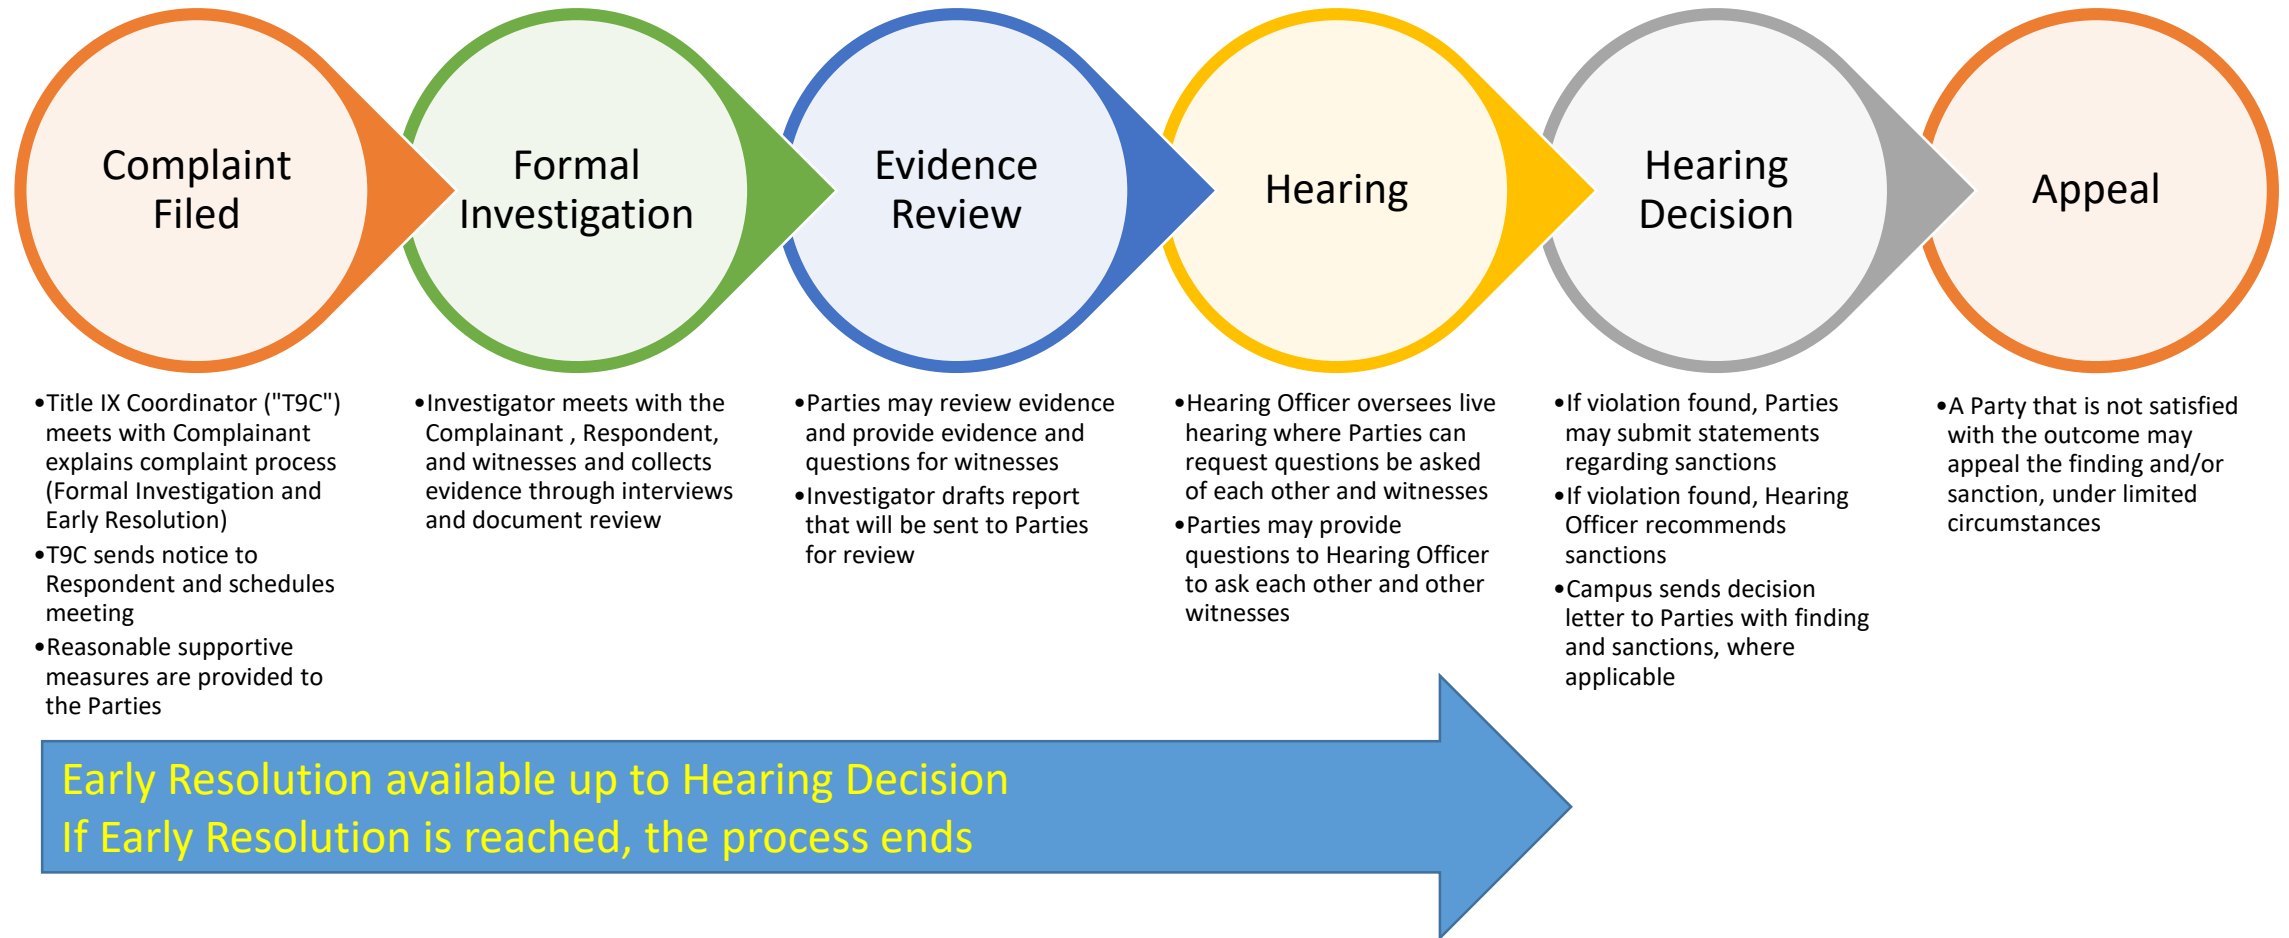 Complaint
Filed
Formal
Investigation
Evidence
Review
Hearing
Hearing
Decision
Appeal
•Title IX Coordinator ("T9C")
meets with Complainant
explains complaint process
(Formal Investigation and
Early Resolution)
•T9C sends notice to
Respondent and schedules
meeting
•Reasonable supportive
measures are provided to
the Parties
•Investigator meets with the
Complainant , Respondent,
and witnesses and collects
evidence through interviews
and document review
•Parties may review evidence
and provide evidence and
questions for witnesses
•Investigator drafts report
that will be sent to Parties
for review
•Hearing Officer oversees live
hearing where Parties can
request questions be asked
of each other and witnesses
•Parties may provide
questions to Hearing Officer
to ask each other and other
witnesses
•If violation found, Parties
may submit statements
regarding sanctions
•If violation found, Hearing
Officer recommends
sanctions
•Campus sends decision
letter to Parties with finding
and sanctions, where
applicable
•A Party that is not satisfied
with the outcome may
appeal the finding and/or
sanction, under limited
circumstances
Early Resolution available up to Hearing Decision
If Early Resolution is reached, the process ends